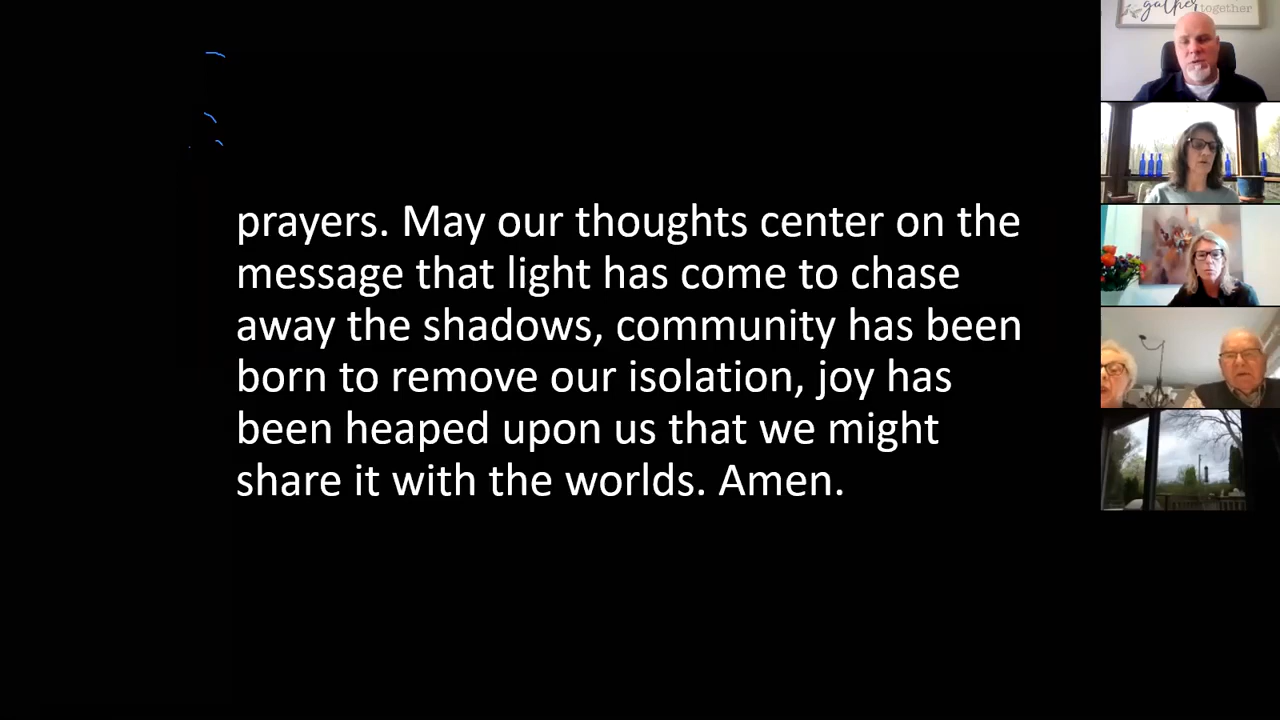 gather
together
prayers. May our thoughts center on the
message that light has come to chase
away the shadows, community has been
born to remove our isolation, joy has
been heaped upon us that we might
share it with the worlds. Amen.